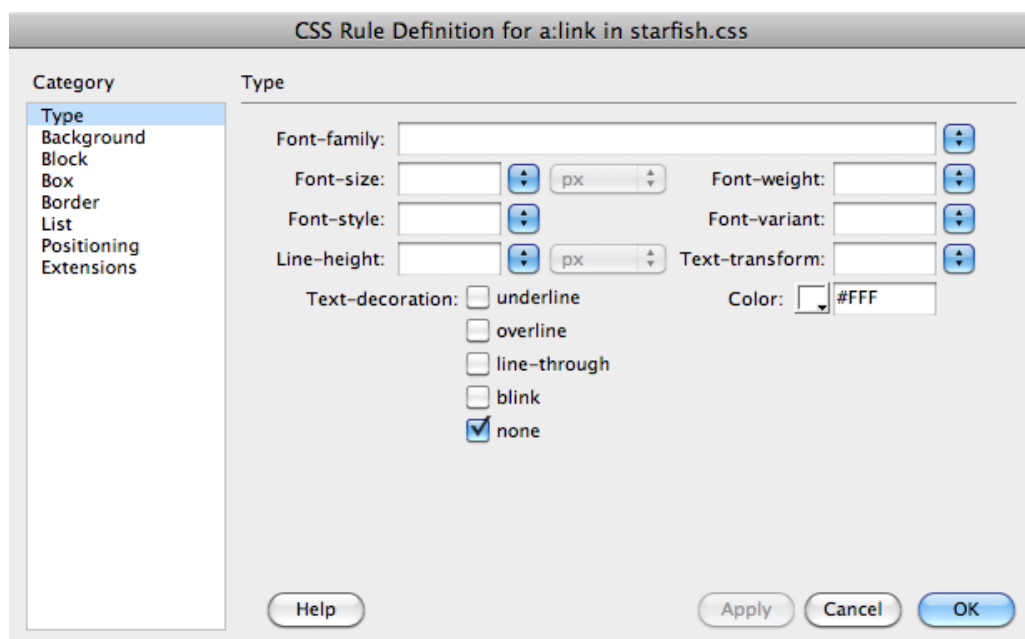 CSS Rule Definition for a:link in starfish.css
Category
Type
Background
Block
Box
Border
List
Positioning
Extensions
Type
Font-family:
Font-size: px Font-weight:
Font-style: Font-variant:
Line-height: px Text-transform:
Text-decoration: underline Color: #FFF
overline
line-through
blink
none
Help Apply Cancel OK